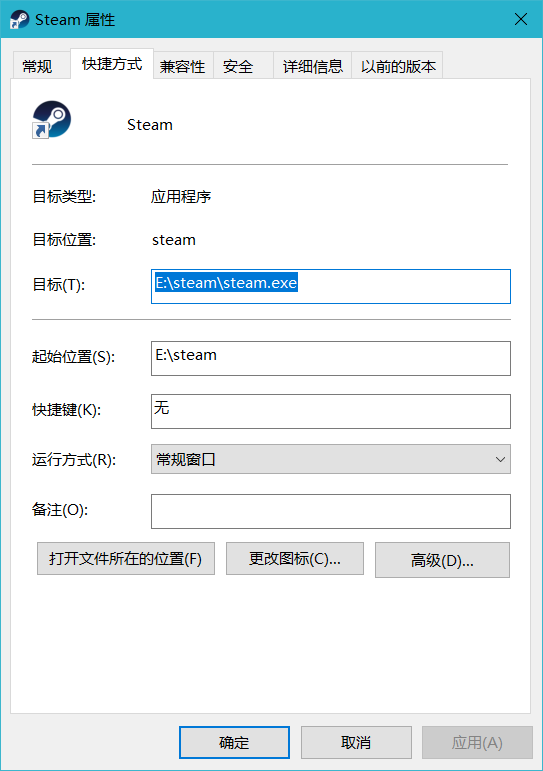 Steam 属性
常规 快捷方式 兼容性 安全 详细信息 以前的版本
Steam
目标类型: 应用程序
目标位置: steam
目标(T): E:\steam\steam.exe
起始位置(S): E:\steam
快捷键(K): 无
运行方式(R): 常规窗口
备注(O):
打开文件所在的位置(F) 更改图标(C)... 高级(D)...
确定 取消 应用(A)